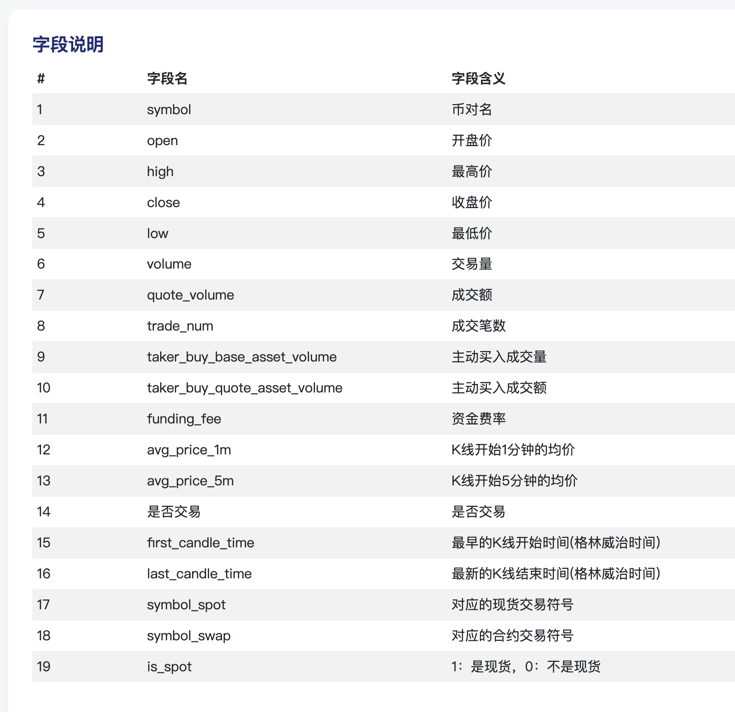 字段说明
# 字段名 字段含义
1 symbol 币对名
2 open 开盘价
3 high 最高价
4 close 收盘价
5 low 最低价
6 volume 交易量
7 quote_volume 成交额
8 trade_num 成交笔数
9 taker_buy_base_asset_volume 主动买入成交量
10 taker_buy_quote_asset_volume 主动买入成交额
11 funding_fee 资金费率
12 avg_price_1m K线开始1分钟的均价
13 avg_price_5m K线开始5分钟的均价
14 是否交易 是否交易
15 first_candle_time 最早的K线开始时间(格林威治时间)
16 last_candle_time 最新的K线结束时间(格林威治时间)
17 symbol_spot 对应的现货交易符号
18 symbol_swap 对应的合约交易符号
19 is_spot 1：是现货，0：不是现货